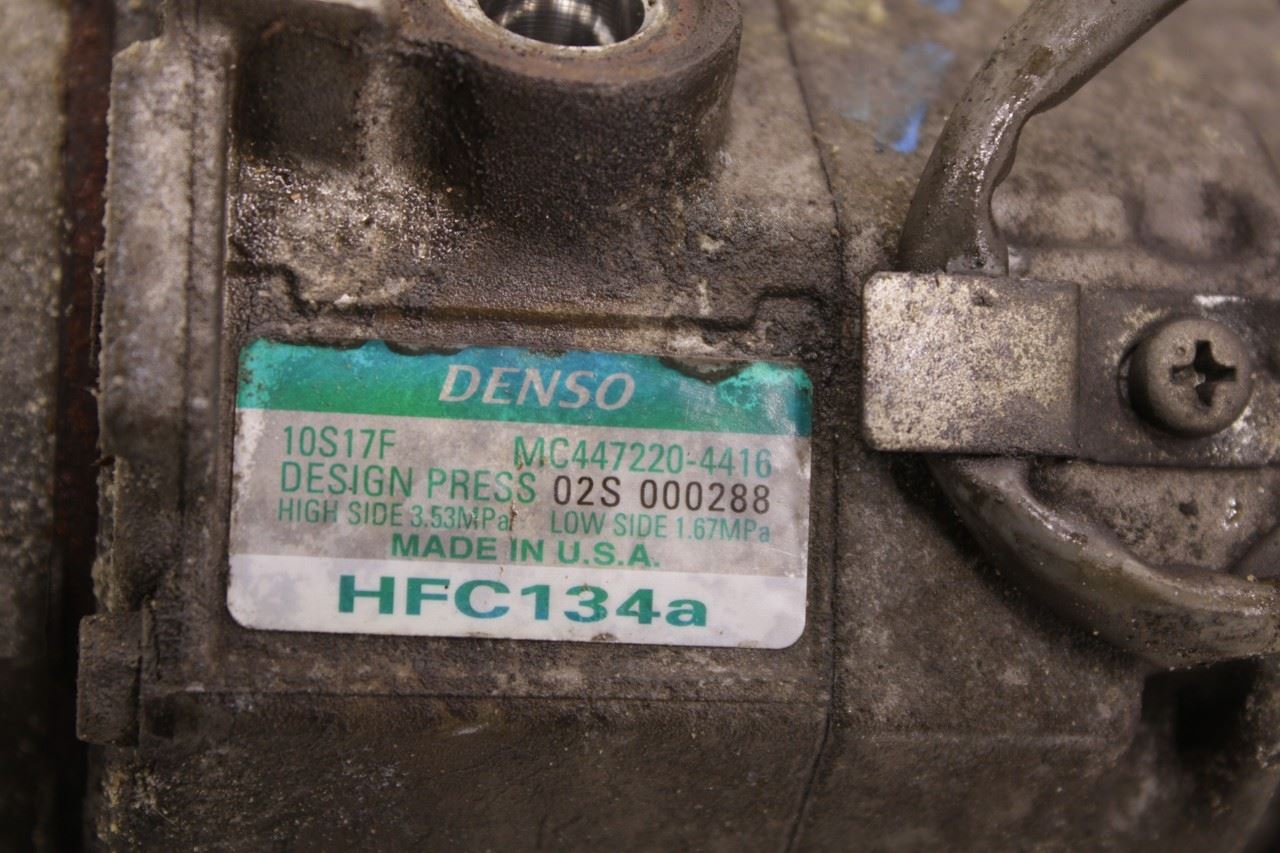 DENSO
10S17F MC447220-4416
DESIGN PRESS 02S 000288
HIGH SIDE 3.53MPa LOW SIDE 1.67MPa
MADE IN U.S.A.
HFC134a